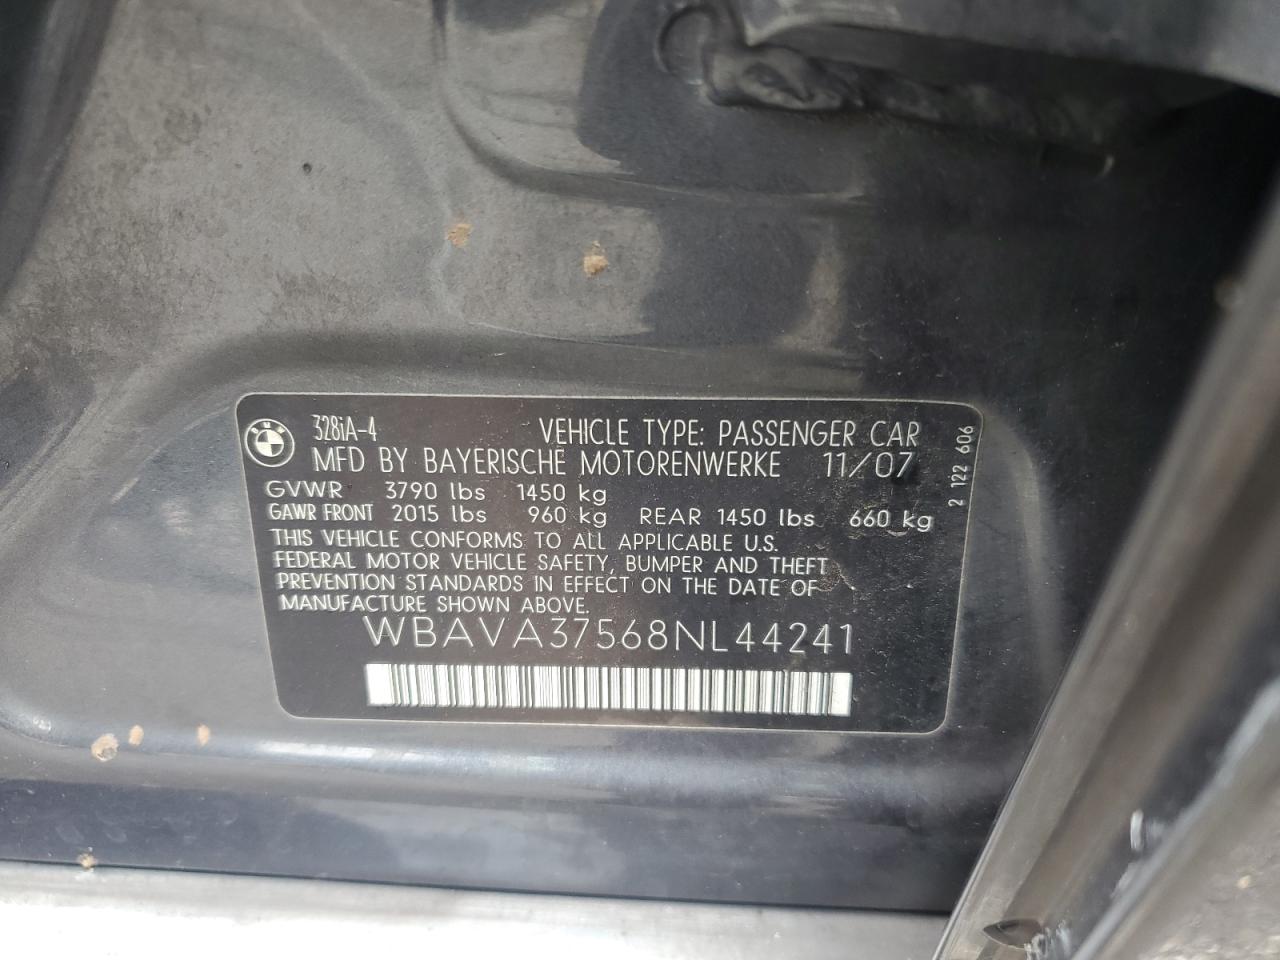 BMW
328iA-4 VEHICLE TYPE: PASSENGER CAR
MFD BY BAYERISCHE MOTORENWERKE 11/07
GVWR 3790 lbs 1450 kg
GAWR FRONT 2015 lbs 960 kg REAR 1450 lbs 660 kg
THIS VEHICLE CONFORMS TO ALL APPLICABLE U.S.
FEDERAL MOTOR VEHICLE SAFETY, BUMPER AND THEFT
PREVENTION STANDARDS IN EFFECT ON THE DATE OF
MANUFACTURE SHOWN ABOVE.
WBAVA37568NL44241
2 122 606